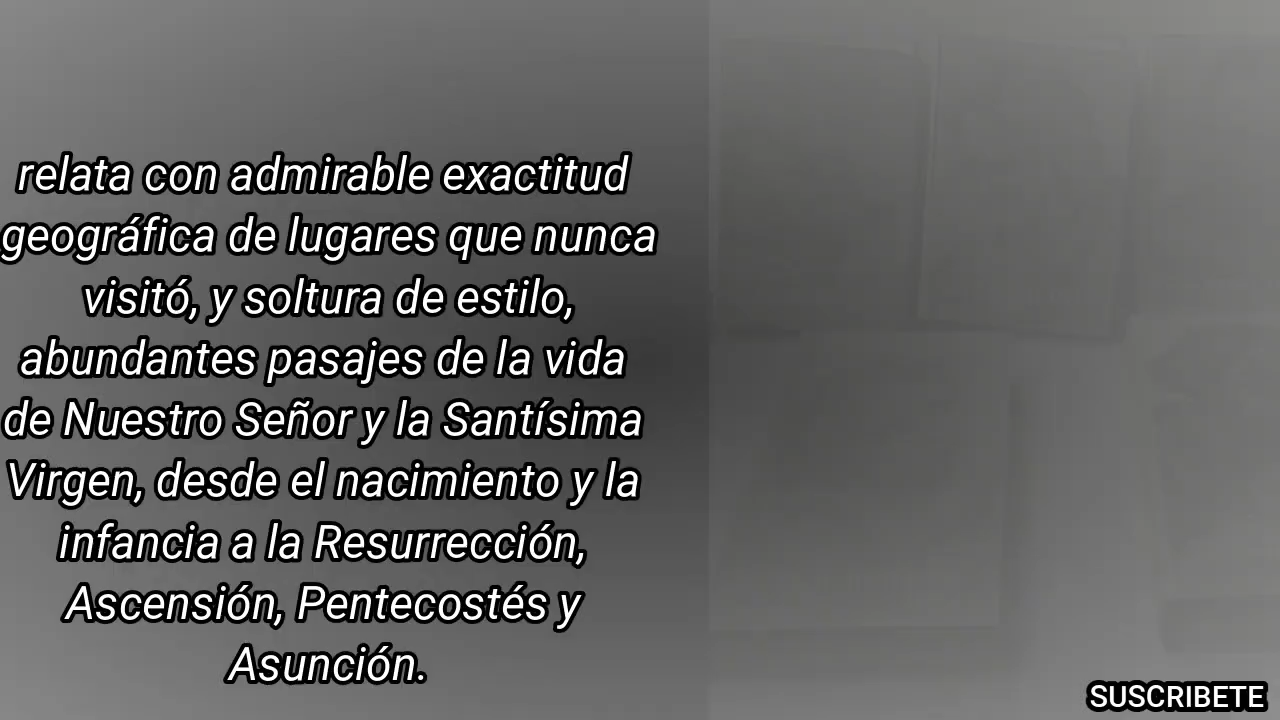 relata con admirable exactitud
geográfica de lugares que nunca
visitó, y soltura de estilo,
abundantes pasajes de la vida
de Nuestro Señor y la Santísima
Virgen, desde el nacimiento y la
infancia a la Resurrección,
Ascensión, Pentecostés y
Asunción.
SUSCRIBETE